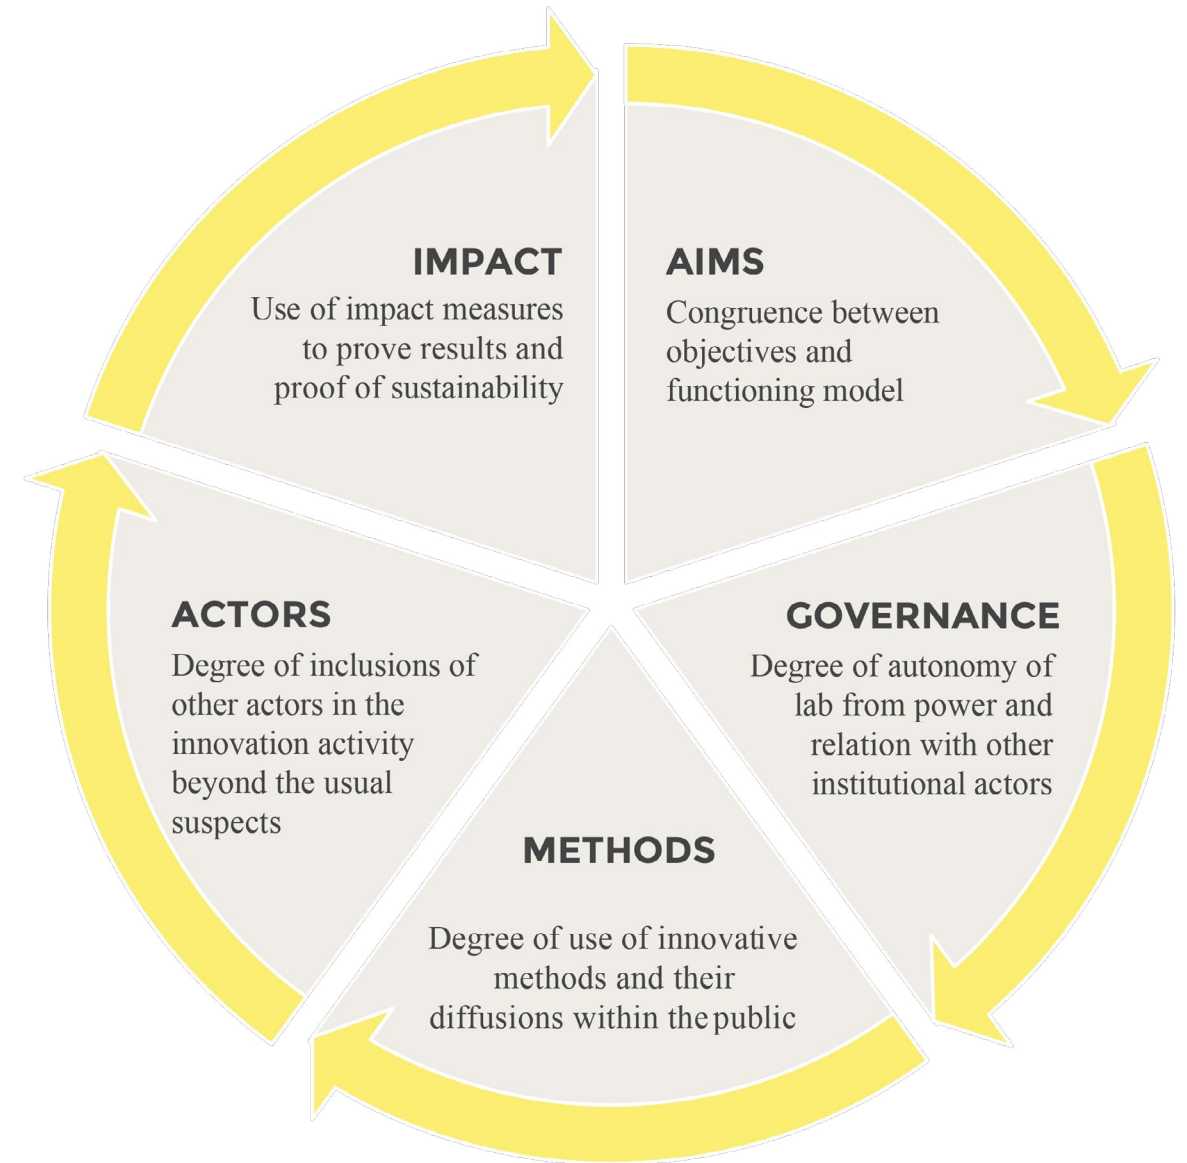 IMPACT
Use of impact measures
to prove results and
proof of sustainability
AIMS
Congruence between
objectives and
functioning model
GOVERNANCE
Degree of autonomy of
lab from power and
relation with other
institutional actors
METHODS
Degree of use of innovative
methods and their
diffusions within the public
ACTORS
Degree of inclusions of
other actors in the
innovation activity
beyond the usual
suspects